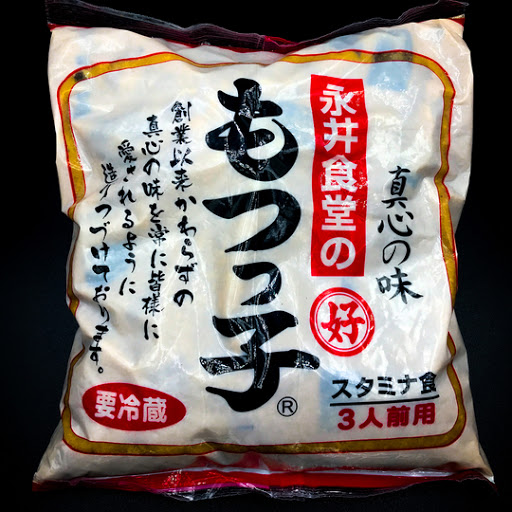 真心の味
永井食堂の
好
もつっ子®
創業以来かわらずの
真心の味を常に皆様に
愛されるように
造りつづけております。
スタミナ食
3人前用
要冷蔵